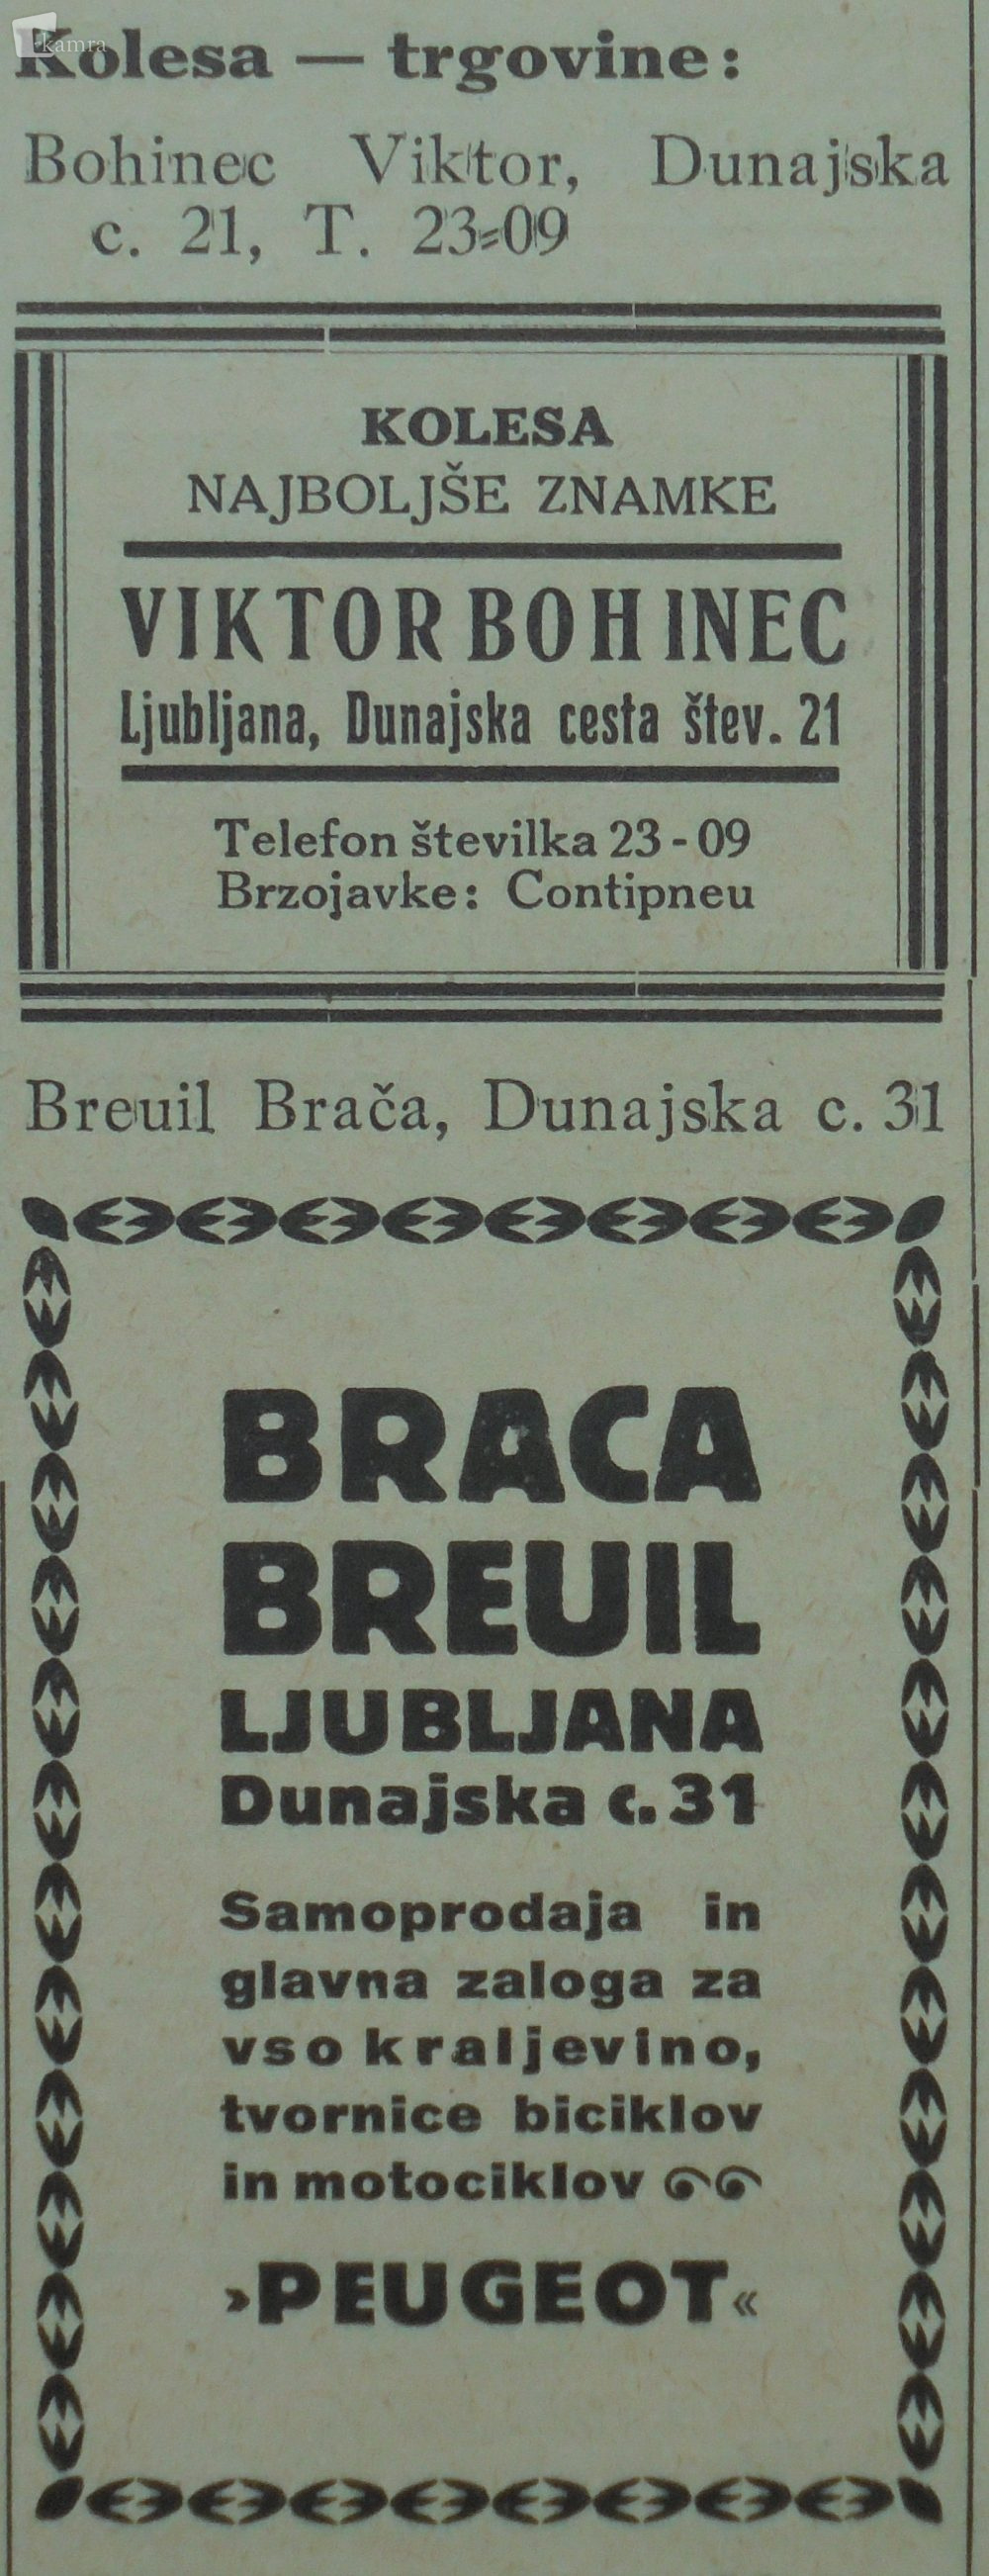 kamra
Kolesa — trgovine:
Bohinec Viktor, Dunajska
c. 21, T. 23-09
KOLESA
NAJBOLJŠE ZNAMKE
VIKTOR BOHINEC
Ljubljana, Dunajska cesta štev. 21
Telefon številka 23-09
Brzojavke: Contipneu
Breuil Brača, Dunajska c. 31
BRACA
BREUIL
LJUBLJANA
Dunajska c. 31
Samoprodaja in
glavna zaloga za
vso kraljevino,
tvornice biciklov
in motociklov
›PEUGEOT«